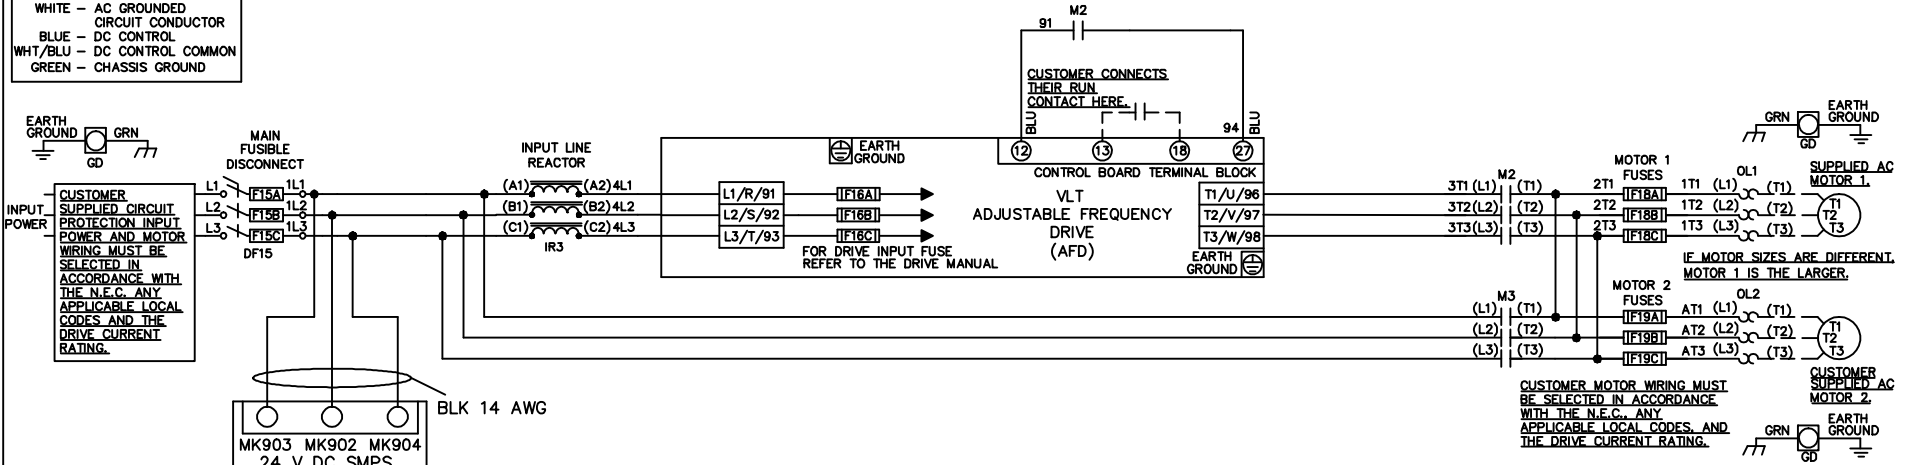 WHITE – AC GROUNDED
CIRCUIT CONDUCTOR
BLUE – DC CONTROL
WHT/BLU – DC CONTROL COMMON
GREEN – CHASSIS GROUND
EARTH
GROUND
GRN
GD
MAIN
FUSIBLE
DISCONNECT
INPUT
POWER
CUSTOMER
SUPPLIED CIRCUIT
PROTECTION INPUT
POWER AND MOTOR
WIRING MUST BE
SELECTED IN
ACCORDANCE WITH
THE N.E.C. ANY
APPLICABLE LOCAL
CODES AND THE
DRIVE CURRENT
RATING.
L1 F15A 1L1
L2 F15B 1L2
L3 F15C 1L3
DF15
INPUT LINE
REACTOR
(A1) (A2) 4L1
(B1) (B2) 4L2
(C1) (C2) 4L3
IR3
MK903 MK902 MK904
24 V DC SMPS
BLK 14 AWG
M2
91
CUSTOMER CONNECTS
THEIR RUN
CONTACT HERE.
BLU
94 BLU
12 13 18 27
CONTROL BOARD TERMINAL BLOCK
EARTH
GROUND
L1/R/91 F16A
L2/S/92 F16B
L3/T/93 F16C
FOR DRIVE INPUT FUSE
REFER TO THE DRIVE MANUAL
VLT
ADJUSTABLE FREQUENCY
DRIVE
(AFD)
T1/U/96
T2/V/97
T3/W/98
EARTH
GROUND
M2
3T1 (L1) (T1)
3T2 (L2) (T2)
3T3 (L3) (T3)
MOTOR 1
FUSES
2T1 F18A 1T1 (L1) (T1)
2T2 F18B 1T2 (L2) (T2)
2T3 F18C 1T3 (L3) (T3)
OL1
GRN
EARTH
GROUND
GD
SUPPLIED AC
MOTOR 1.
T1
T2
T3
IF MOTOR SIZES ARE DIFFERENT,
MOTOR 1 IS THE LARGER.
M3
(L1) (T1)
(L2) (T2)
(L3) (T3)
MOTOR 2
FUSES
OL2
F19A AT1 (L1) (T1)
F19B AT2 (L2) (T2)
F19C AT3 (L3) (T3)
T1
T2
T3
CUSTOMER
SUPPLIED AC
MOTOR 2.
CUSTOMER MOTOR WIRING MUST
BE SELECTED IN ACCORDANCE
WITH THE N.E.C., ANY
APPLICABLE LOCAL CODES, AND
THE DRIVE CURRENT RATING.
GRN
EARTH
GROUND
GD